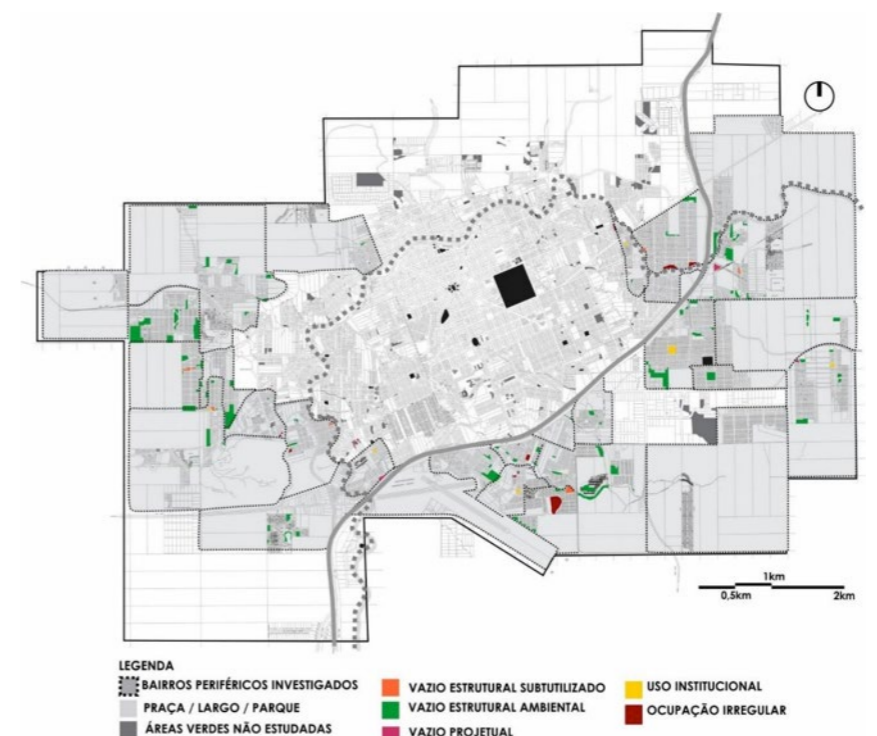 1km
0,5km 2km
LEGENDA
BAIRROS PERIFÉRICOS INVESTIGADOS
PRAÇA / LARGO / PARQUE
ÁREAS VERDES NÃO ESTUDADAS
VAZIO ESTRUTURAL SUBTUTILIZADO
VAZIO ESTRUTURAL AMBIENTAL
VAZIO PROJETUAL
USO INSTITUCIONAL
OCUPAÇÃO IRREGULAR